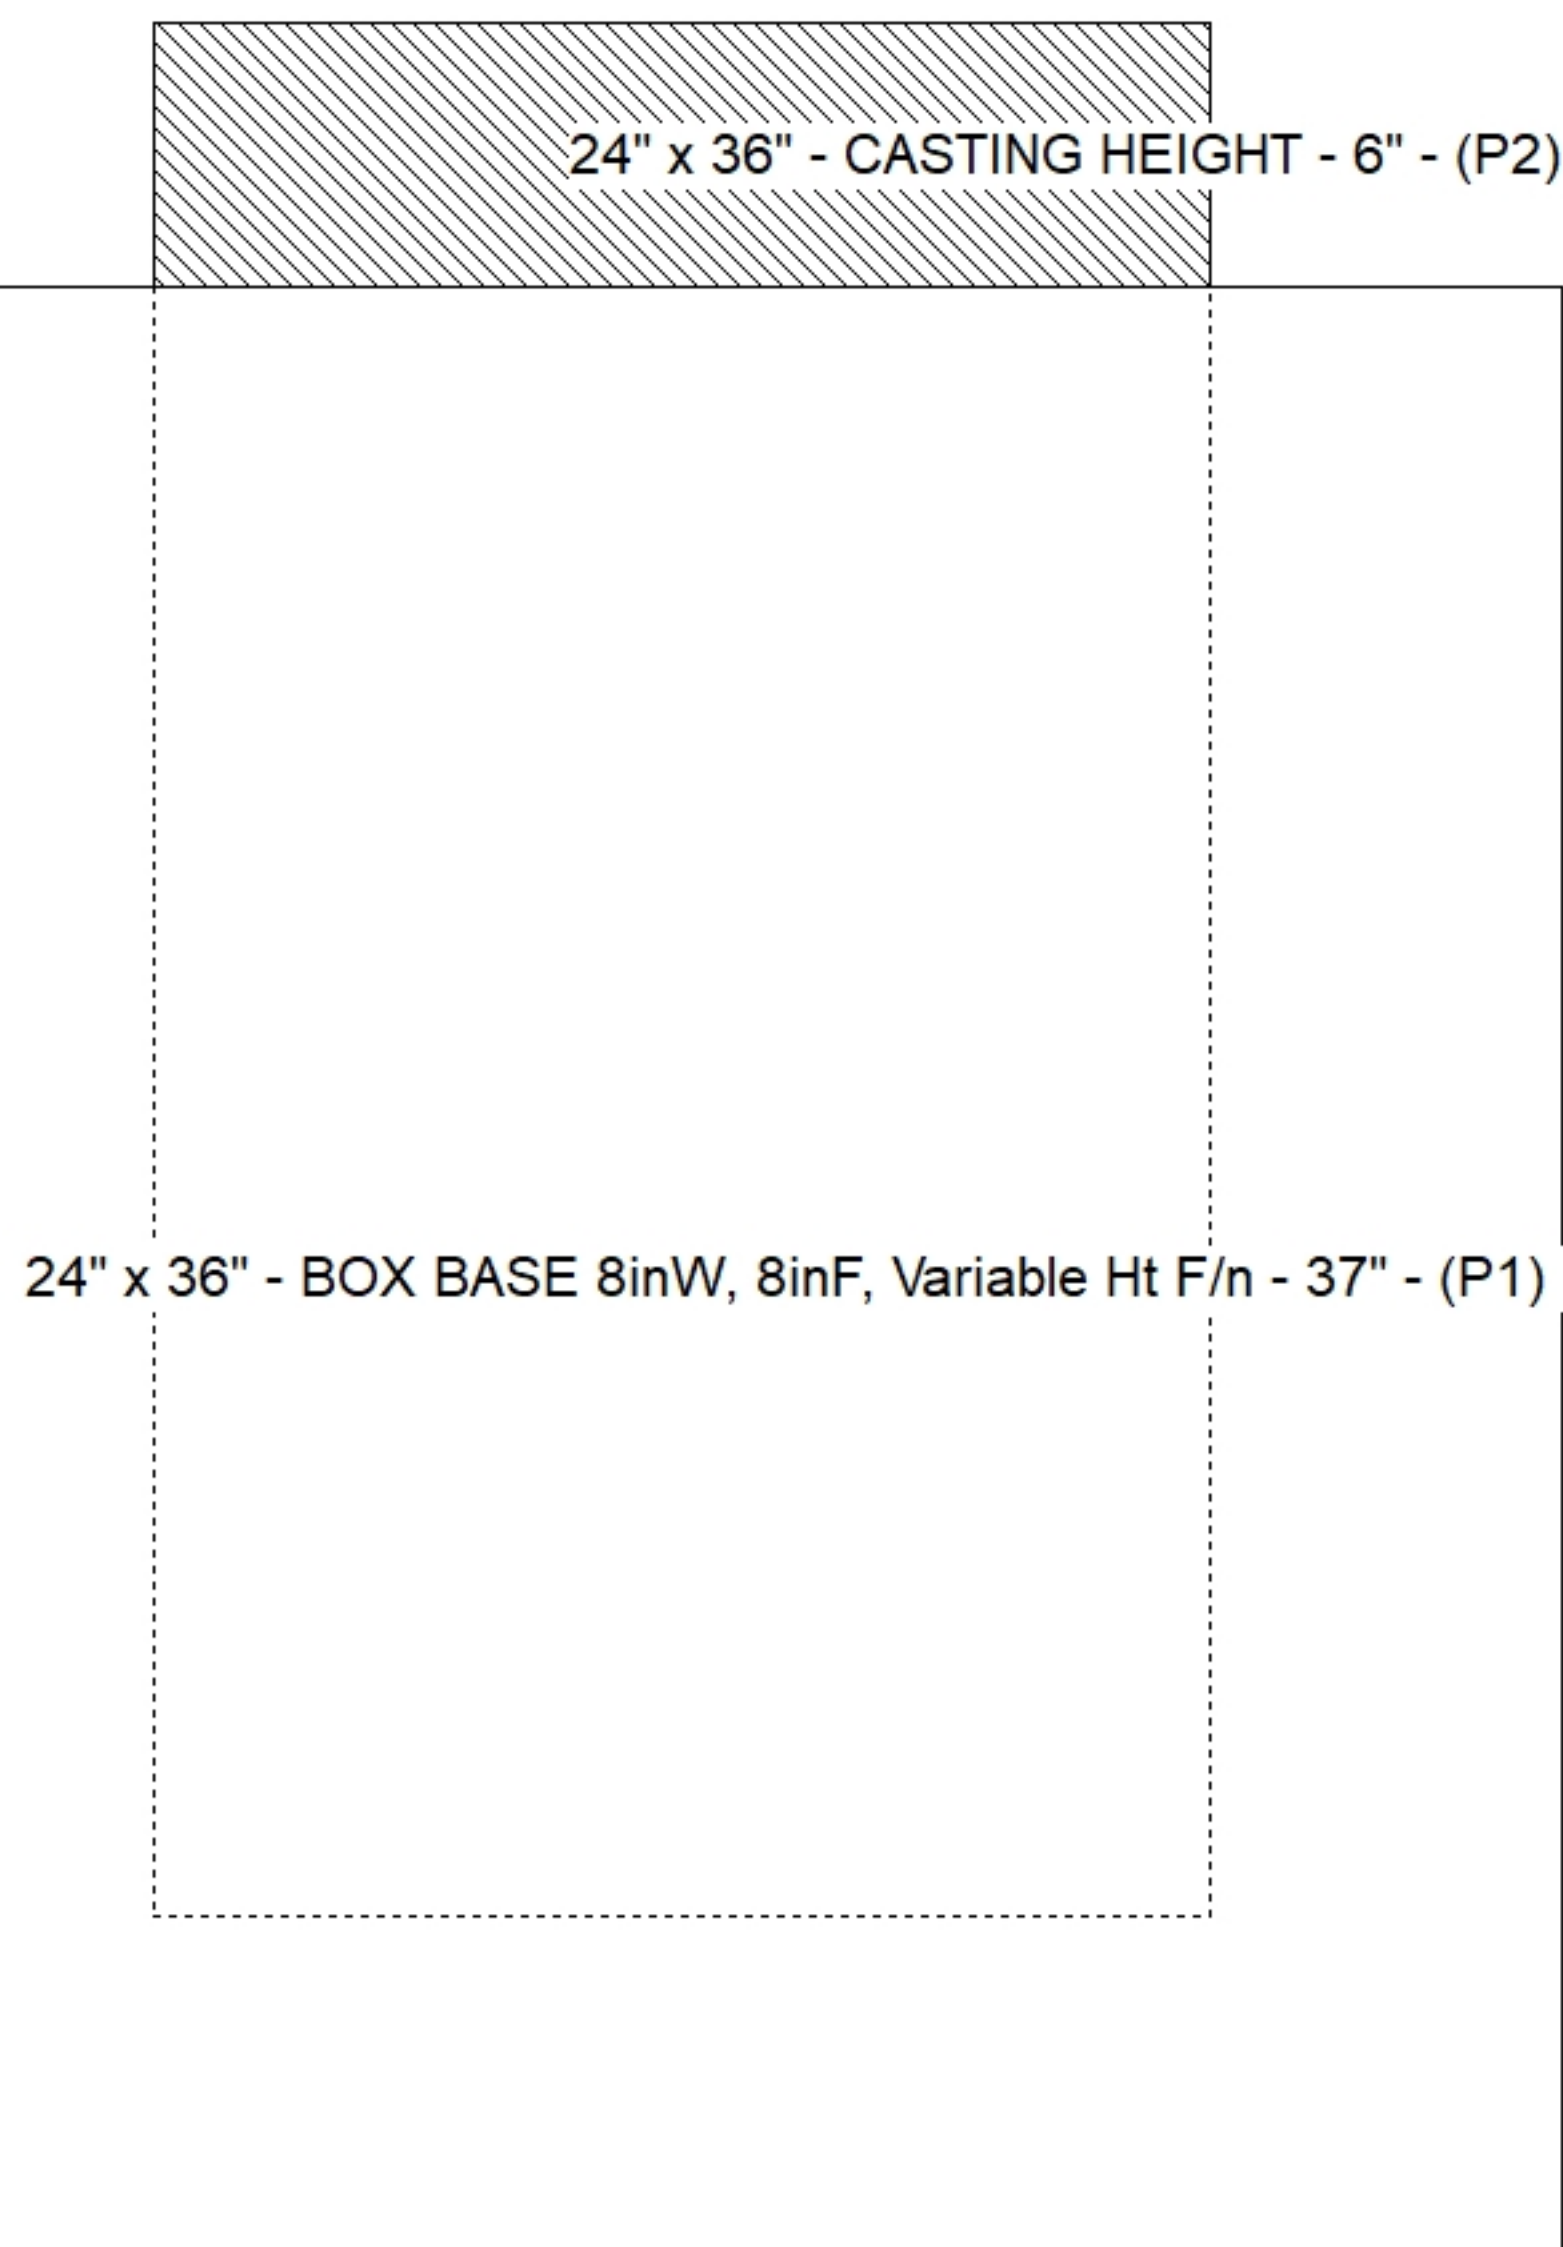 24" x 36" - CASTING HEIGHT - 6" - (P2)
24" x 36" - BOX BASE 8inW, 8inF, Variable Ht F/n - 37" - (P1)